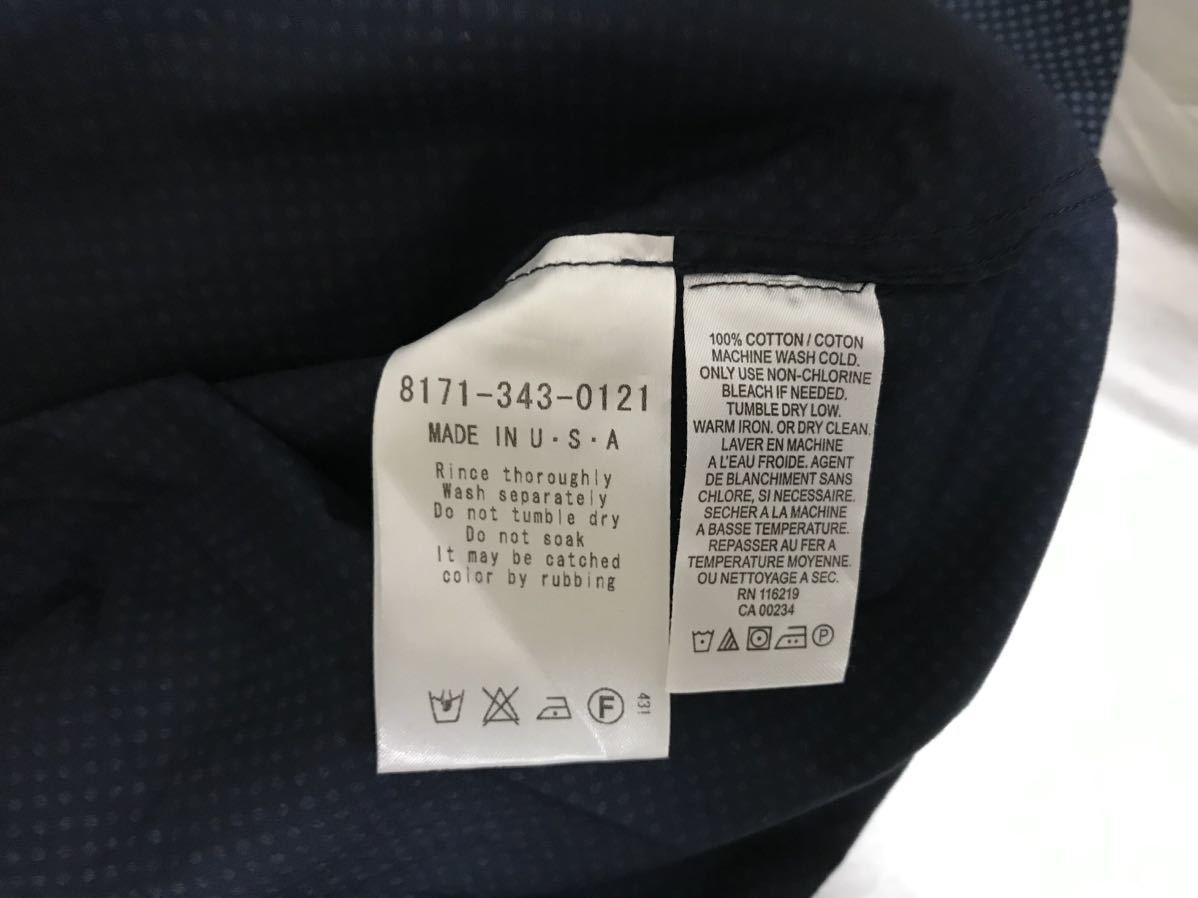 8171-343-0121
MADE IN U・S・A
Rince thoroughly
Wash separately
Do not tumble dry
Do not soak
It may be catched
color by rubbing
F
431
100% COTTON / COTON
MACHINE WASH COLD.
ONLY USE NON-CHLORINE
BLEACH IF NEEDED.
TUMBLE DRY LOW.
WARM IRON. OR DRY CLEAN.
LAVER EN MACHINE
A L'EAU FROIDE. AGENT
DE BLANCHIMENT SANS
CHLORE, SI NECESSAIRE.
SECHER A LA MACHINE
A BASSE TEMPERATURE.
REPASSER AU FER A
TEMPERATURE MOYENNE.
OU NETTOYAGE A SEC.
RN 116219
CA 00234
P